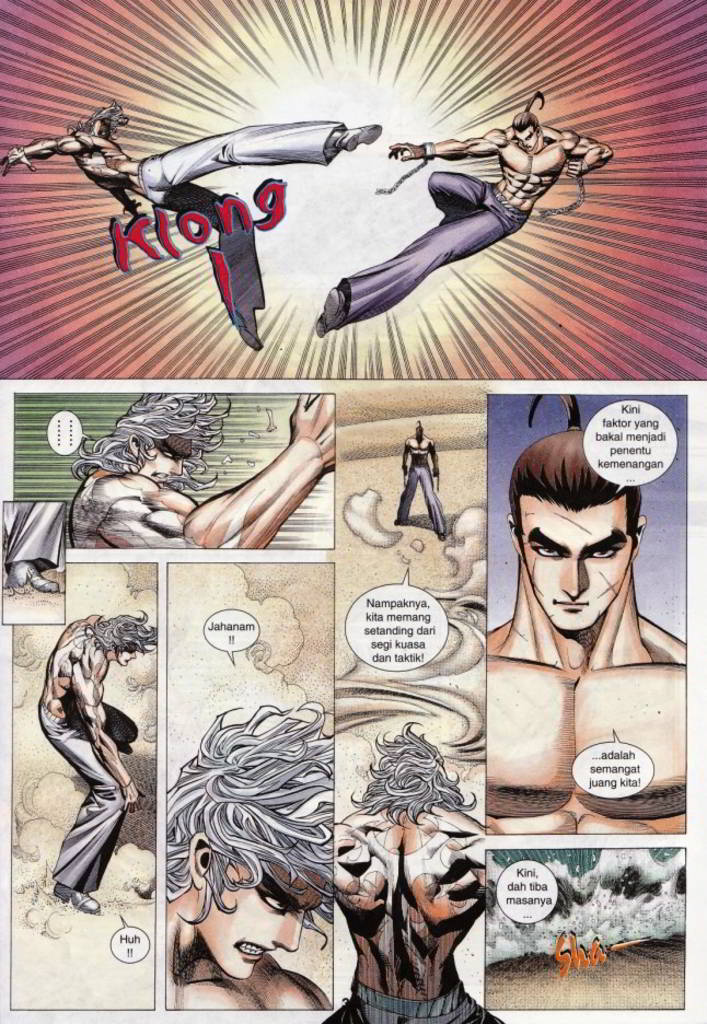 Klong
!
......
Huh
!!
Jahanam
!!
Nampaknya,
kita memang
setanding dari
segi kuasa
dan taktik!
Kini
faktor yang
bakal menjadi
penentu
kemenangan
...
...adalah
semangat
juang kita!
Kini,
dah tiba
masanya
...
Sha